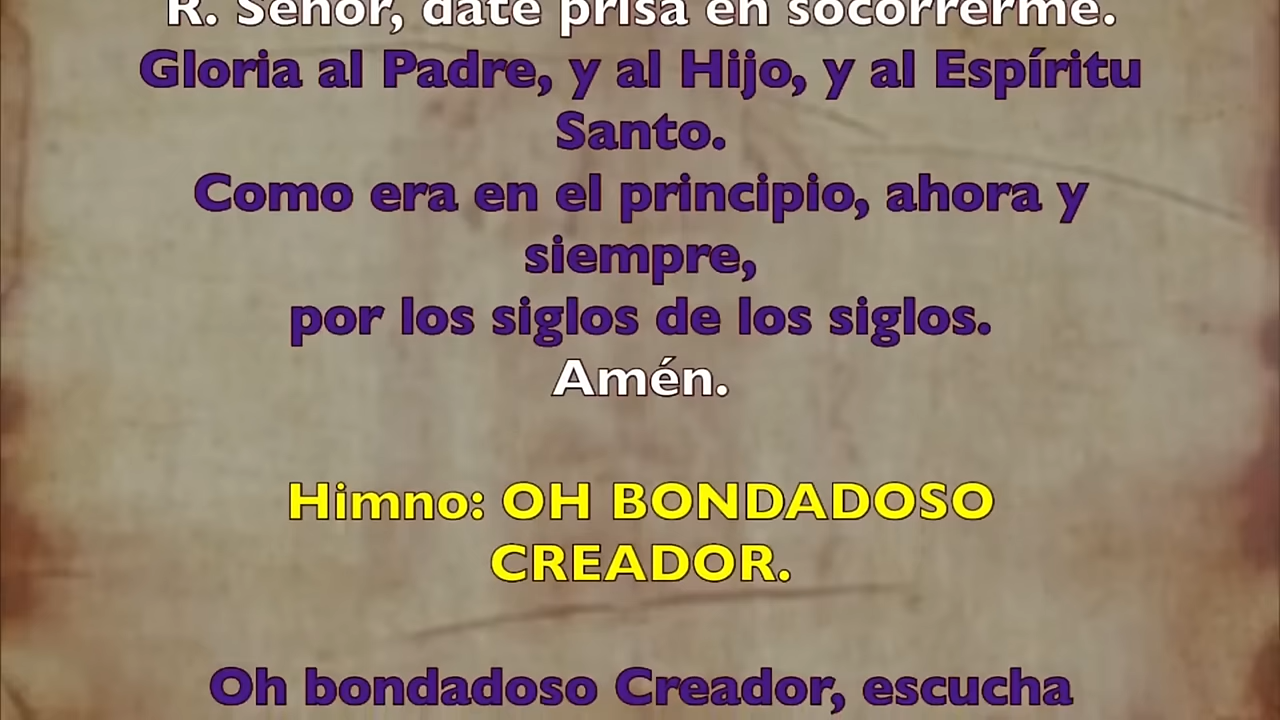 R. Señor, date prisa en socorrerme.
Gloria al Padre, y al Hijo, y al Espíritu
Santo.
Como era en el principio, ahora y
siempre,
por los siglos de los siglos.
Amén.
Himno: OH BONDADOSO
CREADOR.
Oh bondadoso Creador, escucha